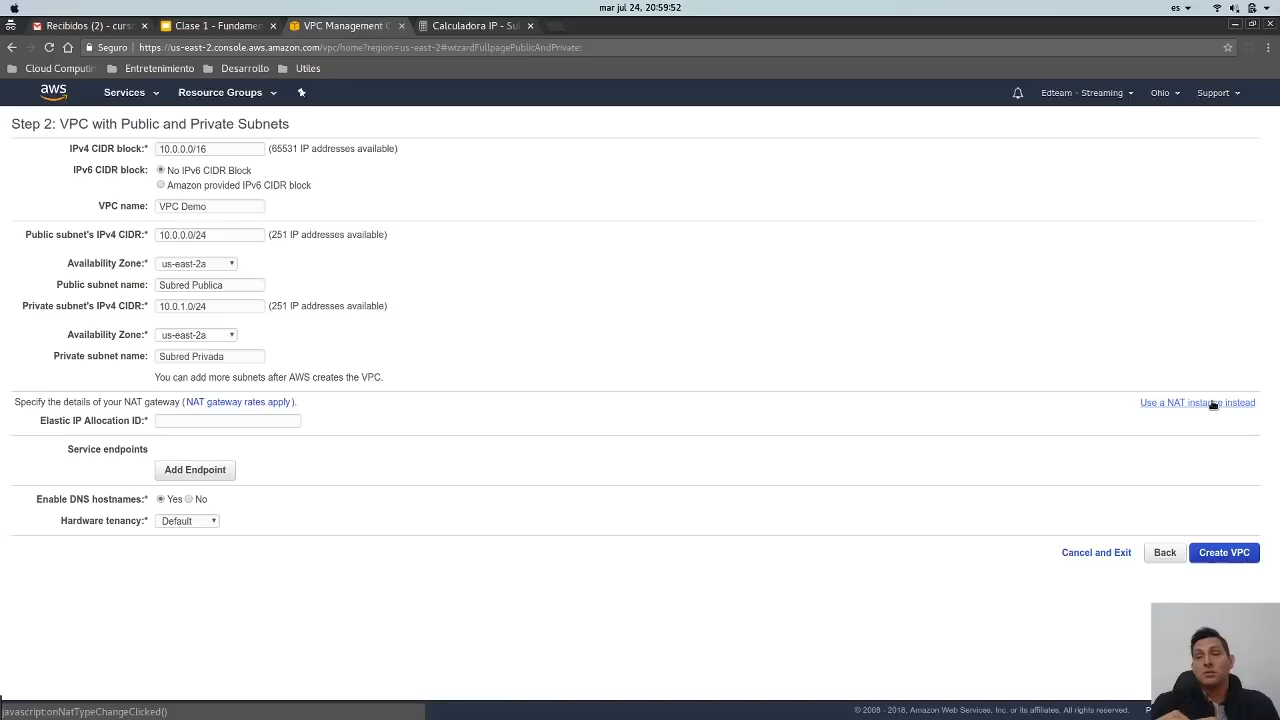 mar jul 24, 20:59:52
es
Recibidos (2) - curs
Clase 1 - Fundamen
VPC Management C
Calculadora IP - Su
Seguro
https://us-east-2.console.aws.amazon.com/vpc/home?region=us-east-2#wizardFullpagePublicAndPrivate:
Cloud Computi
Entretenimiento
Desarrollo
Utiles
aws
Services
Resource Groups
Edteam - Streaming
Ohio
Support
Step 2: VPC with Public and Private Subnets
IPv4 CIDR block:* 10.0.0.0/16 (65531 IP addresses available)
IPv6 CIDR block: No IPv6 CIDR Block
Amazon provided IPv6 CIDR block
VPC name: VPC Demo
Public subnet's IPv4 CIDR:* 10.0.0.0/24 (251 IP addresses available)
Availability Zone:* us-east-2a
Public subnet name: Subred Publica
Private subnet's IPv4 CIDR:* 10.0.1.0/24 (251 IP addresses available)
Availability Zone:* us-east-2a
Private subnet name: Subred Privada
You can add more subnets after AWS creates the VPC.
Specify the details of your NAT gateway (NAT gateway rates apply).
Use a NAT instance instead
Elastic IP Allocation ID:*
Service endpoints
Add Endpoint
Enable DNS hostnames:* Yes No
Hardware tenancy:* Default
Cancel and Exit
Back
Create VPC
javascript:onNatTypeChangeClicked()
© 2008 - 2018, Amazon Web Services, Inc. or its affiliates. All rights reserved.
P